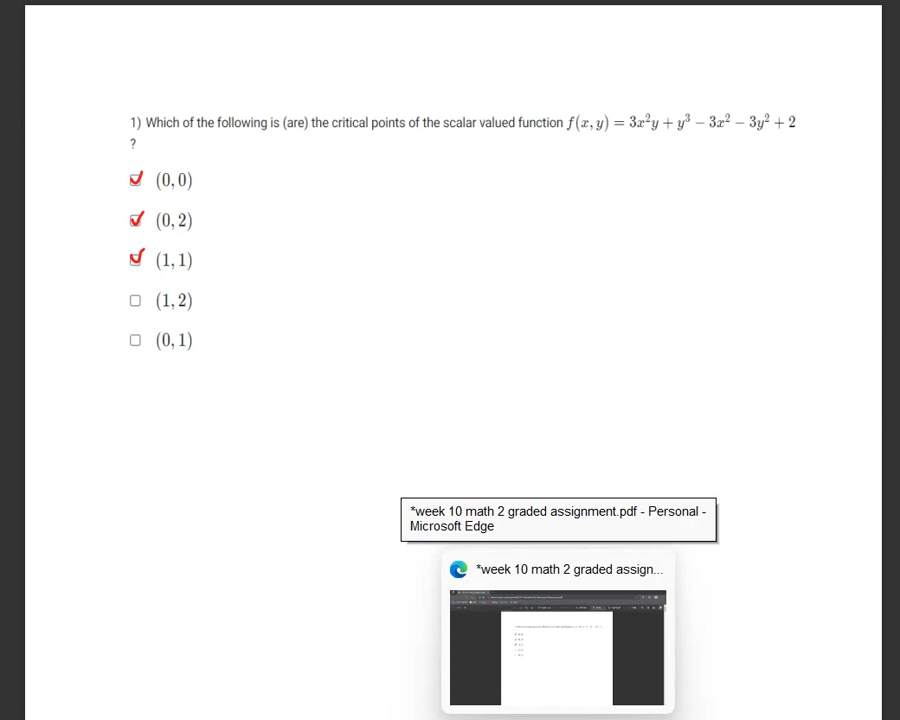 1) Which of the following is (are) the critical points of the scalar valued function f(x, y) = 3x²y + y³ − 3x² − 3y² + 2
?
(0, 0)
(0, 2)
(1, 1)
(1, 2)
(0, 1)
*week 10 math 2 graded assignment.pdf - Personal -
Microsoft Edge
*week 10 math 2 graded assign...